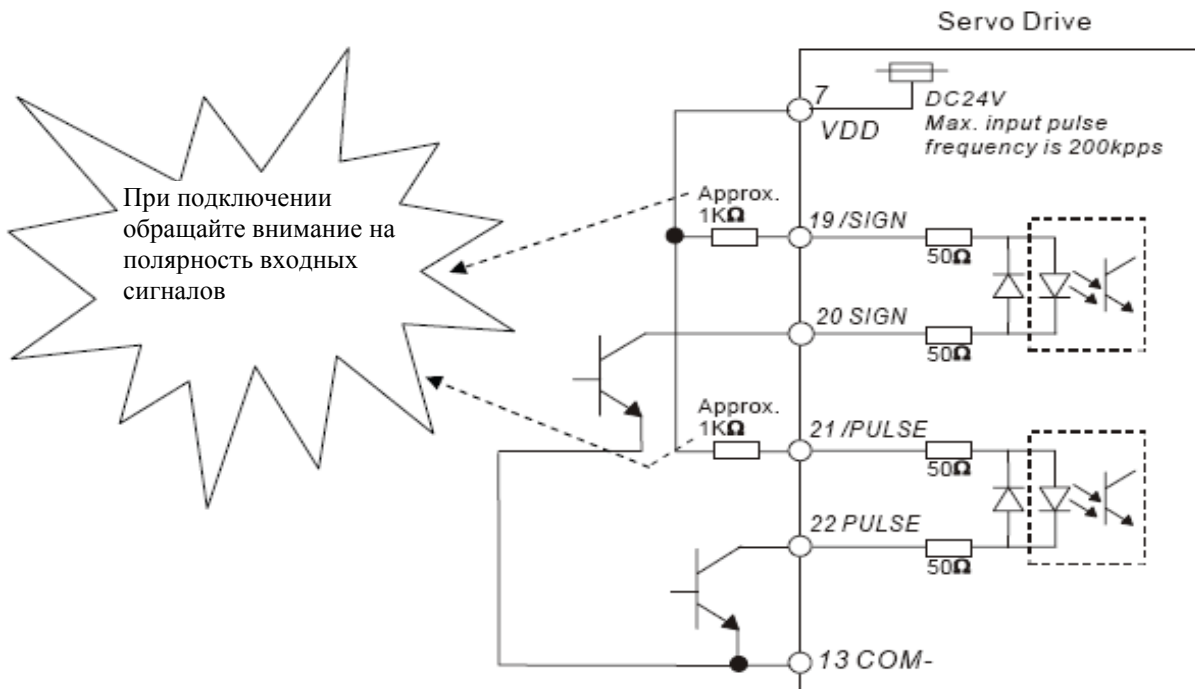 Servo Drive
7
VDD
DC24V
Max. input pulse
frequency is 200kpps
При подключении
обращайте внимание на
полярность входных
сигналов
Approx.
1KΩ
19 /SIGN
50Ω
20 SIGN
50Ω
Approx.
1KΩ
21 /PULSE
50Ω
22 PULSE
50Ω
13 COM-